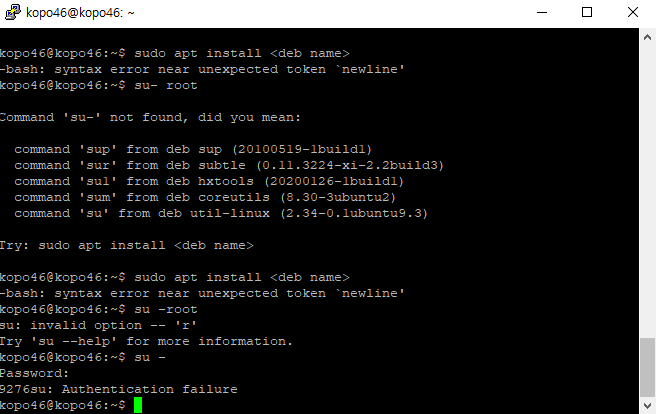 kopo46@kopo46: ~
kopo46@kopo46:~$ sudo apt install <deb name>
-bash: syntax error near unexpected token `newline'
kopo46@kopo46:~$ su- root
Command 'su-' not found, did you mean:
command 'sup' from deb sup (20100519-1build1)
command 'sur' from deb subtle (0.11.3224-xi-2.2build3)
command 'su1' from deb hxtools (20200126-1build1)
command 'sum' from deb coreutils (8.30-3ubuntu2)
command 'su' from deb util-linux (2.34-0.1ubuntu9.3)
Try: sudo apt install <deb name>
kopo46@kopo46:~$ sudo apt install <deb name>
-bash: syntax error near unexpected token `newline'
kopo46@kopo46:~$ su -root
su: invalid option -- 'r'
Try 'su --help' for more information.
kopo46@kopo46:~$ su -
Password:
9276su: Authentication failure
kopo46@kopo46:~$